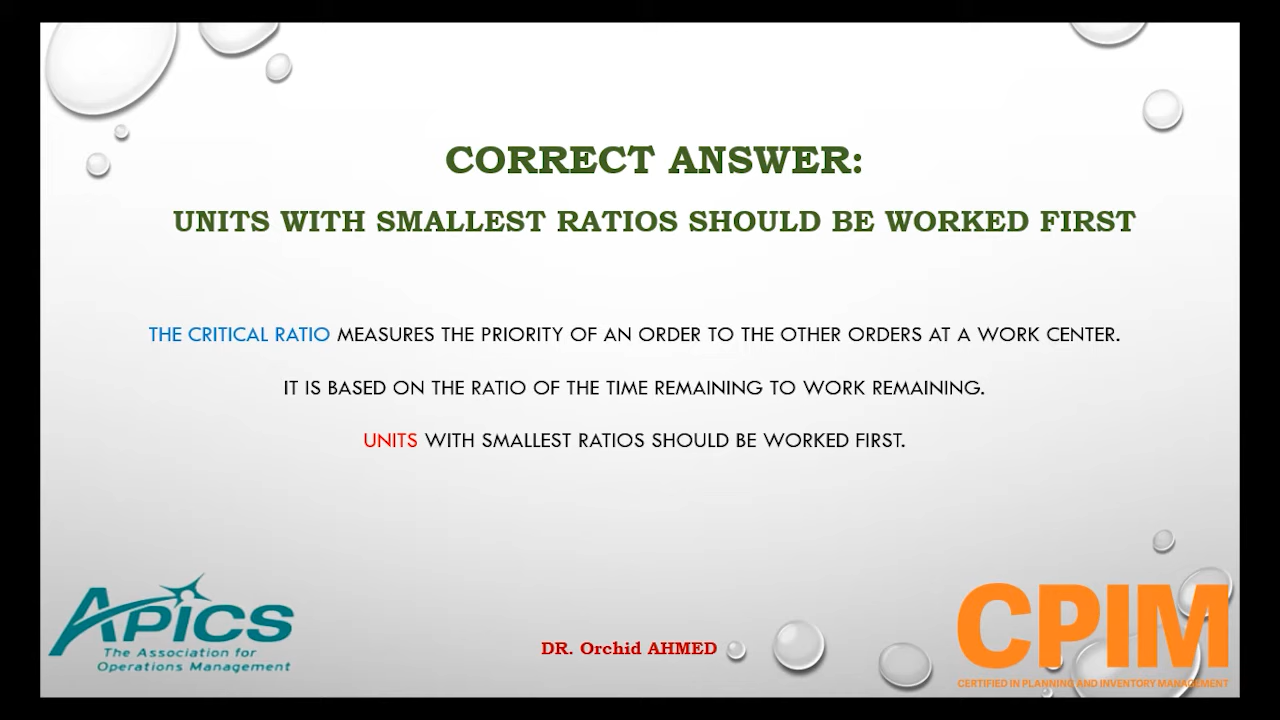 CORRECT ANSWER:
UNITS WITH SMALLEST RATIOS SHOULD BE WORKED FIRST
THE CRITICAL RATIO MEASURES THE PRIORITY OF AN ORDER TO THE OTHER ORDERS AT A WORK CENTER.
IT IS BASED ON THE RATIO OF THE TIME REMAINING TO WORK REMAINING.
UNITS WITH SMALLEST RATIOS SHOULD BE WORKED FIRST.
APICS
The Association for
Operations Management
DR. Orchid AHMED
CPIM
CERTIFIED IN PLANNING AND INVENTORY MANAGEMENT